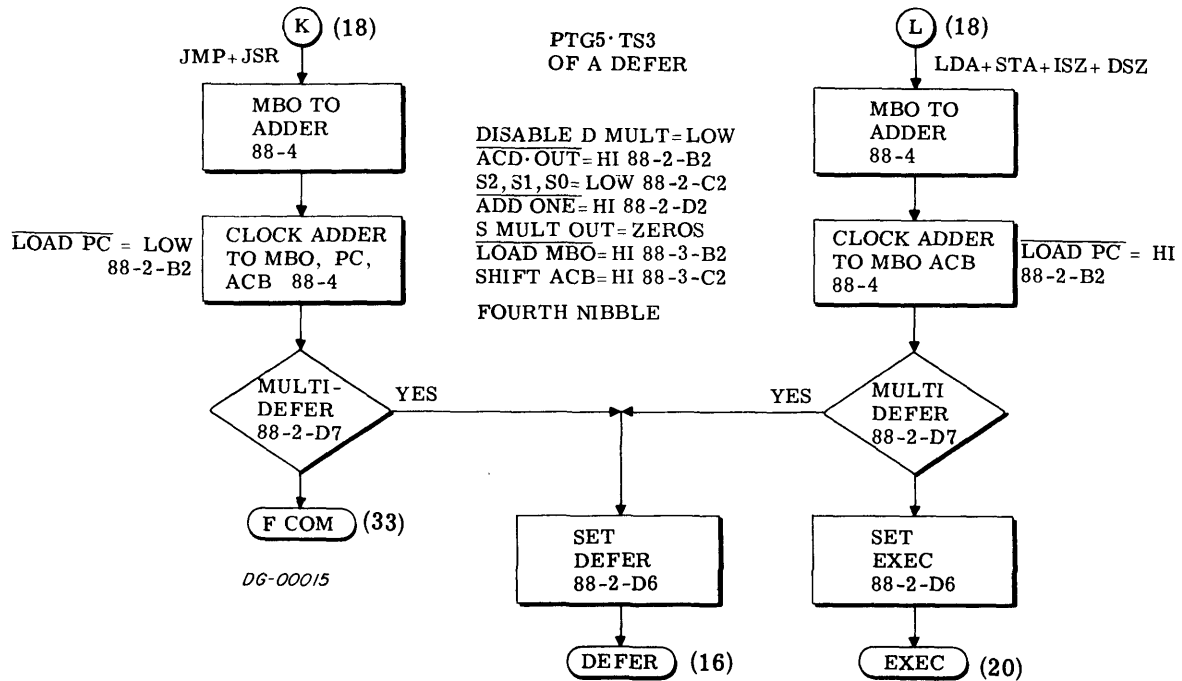 K (18)
JMP+JSR
MBO TO
ADDER
88-4
LOAD PC = LOW
88-2-B2
CLOCK ADDER
TO MBO, PC,
ACB 88-4
MULTI-
DEFER
88-2-D7
YES
F COM (33)
DG-00015
PTG5·TS3
OF A DEFER
DISABLE D MULT=LOW
ACD·OUT=HI 88-2-B2
S2, S1, S0=LOW 88-2-C2
ADD ONE=HI 88-2-D2
S MULT OUT=ZEROS
LOAD MBO=HI 88-3-B2
SHIFT ACB=HI 88-3-C2
FOURTH NIBBLE
L (18)
LDA+STA+ISZ+DSZ
MBO TO
ADDER
88-4
CLOCK ADDER
TO MBO ACB
88-4
LOAD PC = HI
88-2-B2
YES
MULTI
DEFER
88-2-D7
SET
DEFER
88-2-D6
DEFER (16)
SET
EXEC
88-2-D6
EXEC (20)